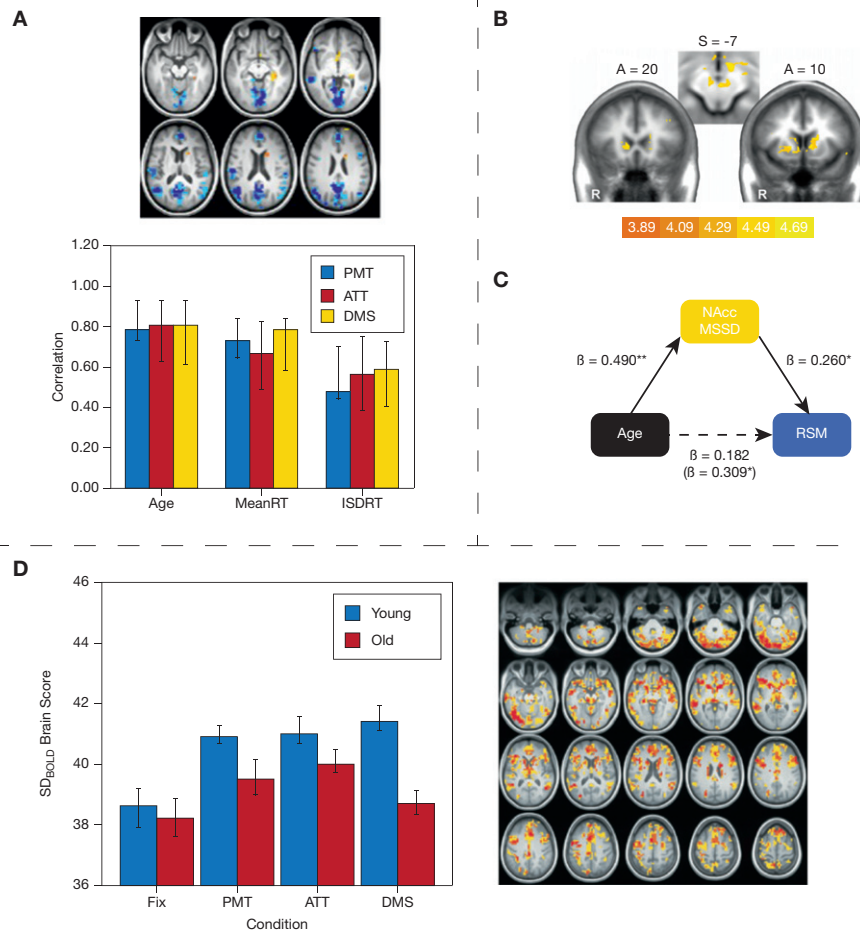 A
1.20
1.00
0.80
0.60
0.40
0.20
0.00
Correlation
PMT
ATT
DMS
Age
MeanRT
ISDRT
B
S = -7
A = 20
A = 10
R
R
3.89 4.09 4.29 4.49 4.69
C
NAcc
MSSD
ß = 0.490**
ß = 0.260*
Age
RSM
ß = 0.182
(ß = 0.309*)
D
46
44
42
40
38
36
SDBOLD Brain Score
Young
Old
Fix
PMT
ATT
DMS
Condition